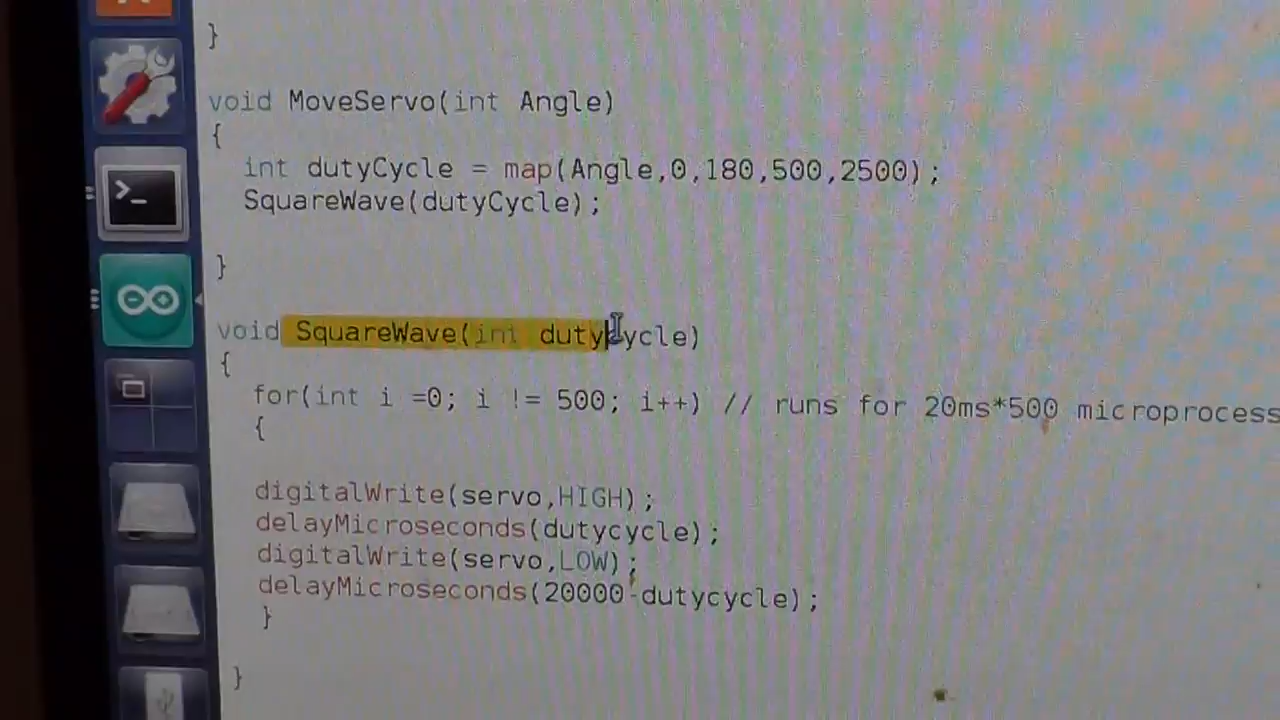 }
void MoveServo(int Angle)
{
int dutyCycle = map(Angle,0,180,500,2500);
SquareWave(dutyCycle);
}
void SquareWave(int dutycycle)
{
for(int i =0; i != 500; i++) // runs for 20ms*500 microprocess
{
digitalWrite(servo,HIGH);
delayMicroseconds(dutycycle);
digitalWrite(servo,LOW);
delayMicroseconds(20000-dutycycle);
}
}